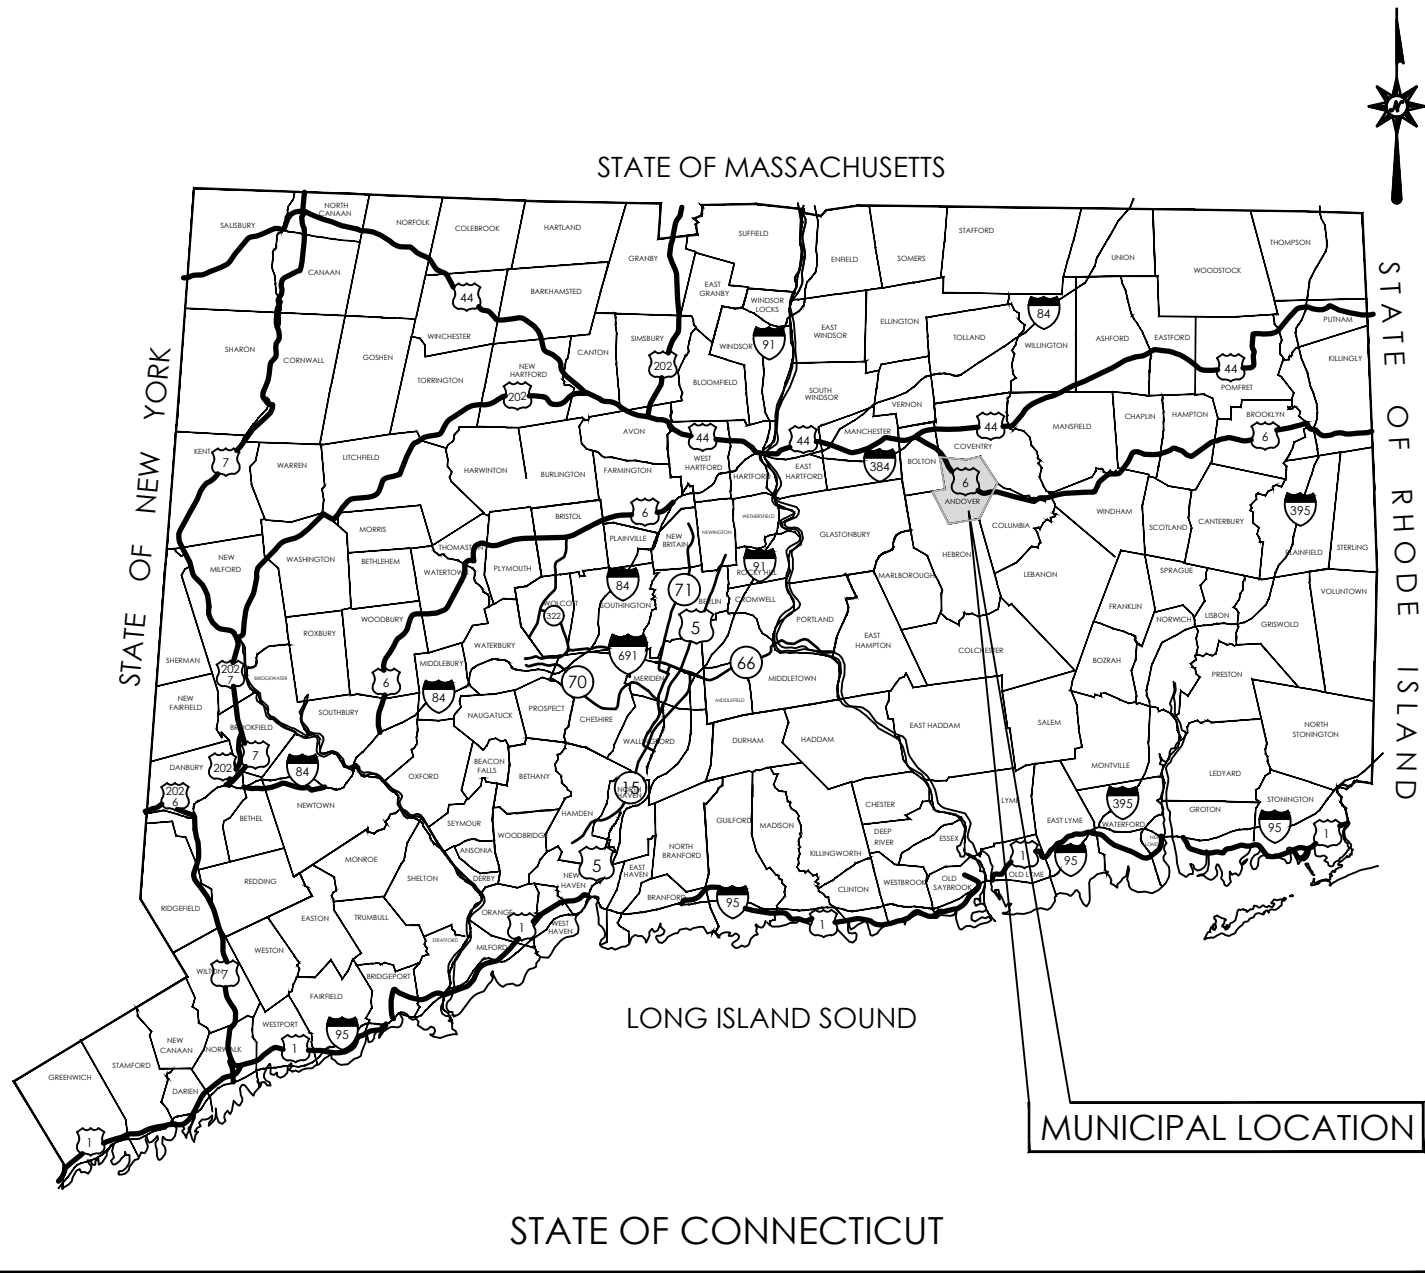 N
STATE OF MASSACHUSETTS
STATE OF NEW YORK
STATE OF RHODE ISLAND
SALISBURY
NORTH
CANAAN
NORFOLK
COLEBROOK
HARTLAND
GRANBY
SUFFIELD
ENFIELD
SOMERS
STAFFORD
UNION
WOODSTOCK
THOMPSON
CANAAN
44
BARKHAMSTED
EAST
GRANBY
WINDSOR
LOCKS
EAST
WINDSOR
ELLINGTON
TOLLAND
84
WILLINGTON
ASHFORD
EASTFORD
PUTNAM
KILLINGLY
SHARON
CORNWALL
GOSHEN
WINCHESTER
TORRINGTON
NEW
HARTFORD
202
CANTON
SIMSBURY
202
WINDSOR
91
BLOOMFIELD
SOUTH
WINDSOR
VERNON
44
POMFRET
KENT
7
WARREN
LITCHFIELD
HARWINTON
BURLINGTON
AVON
FARMINGTON
44
WEST
HARTFORD
HARTFORD
44
EAST
HARTFORD
MANCHESTER
384
BOLTON
44
COVENTRY
MANSFIELD
CHAPLIN
HAMPTON
BROOKLYN
6
6
ANDOVER
395
MORRIS
BRISTOL
6
PLAINVILLE
NEW
BRITAIN
NEWINGTON
WETHERSFIELD
GLASTONBURY
COLUMBIA
WINDHAM
SCOTLAND
CANTERBURY
PLAINFIELD
STERLING
NEW
MILFORD
WASHINGTON
BETHLEHEM
THOMASTON
WATERTOWN
PLYMOUTH
WOLCOTT
322
84
SOUTHINGTON
71
BERLIN
5
91
ROCKY HILL
CROMWELL
MARLBOROUGH
HEBRON
LEBANON
SPRAGUE
FRANKLIN
NORWICH
LISBON
GRISWOLD
VOLUNTOWN
ROXBURY
WOODBURY
WATERBURY
MIDDLEBURY
SHERMAN
202
7
BRIDGEWATER
6
84
691
MERIDEN
70
66
MIDDLETOWN
MIDDLEFIELD
PORTLAND
EAST
HAMPTON
COLCHESTER
BOZRAH
PRESTON
NEW
FAIRFIELD
SOUTHBURY
NAUGATUCK
PROSPECT
CHESHIRE
WALLINGFORD
DURHAM
HADDAM
EAST HADDAM
SALEM
NORTH
STONINGTON
BROOKFIELD
7
202
84
DANBURY
202
6
BEACON
FALLS
OXFORD
BETHANY
NORTH
HAVEN
15
MONTVILLE
LEDYARD
NEWTOWN
BETHEL
SEYMOUR
WOODBRIDGE
HAMDEN
GUILFORD
MADISON
CHESTER
DEEP
RIVER
ESSEX
LYME
EAST LYME
395
WATERFORD
GROTON
STONINGTON
95
1
MONROE
ANSONIA
DERBY
SHELTON
5
NEW
HAVEN
EAST
HAVEN
NORTH
BRANFORD
BRANFORD
95
KILLINGWORTH
CLINTON
WESTBROOK
OLD
SAYBROOK
1
OLD LYME
95
1
REDDING
RIDGEFIELD
EASTON
TRUMBULL
STRATFORD
ORANGE
1
WEST
HAVEN
MILFORD
WESTON
WILTON
7
BRIDGEPORT
FAIRFIELD
95
WESTPORT
1
NORWALK
NEW
CANAAN
STAMFORD
DARIEN
GREENWICH
1
LONG ISLAND SOUND
MUNICIPAL LOCATION
STATE OF CONNECTICUT